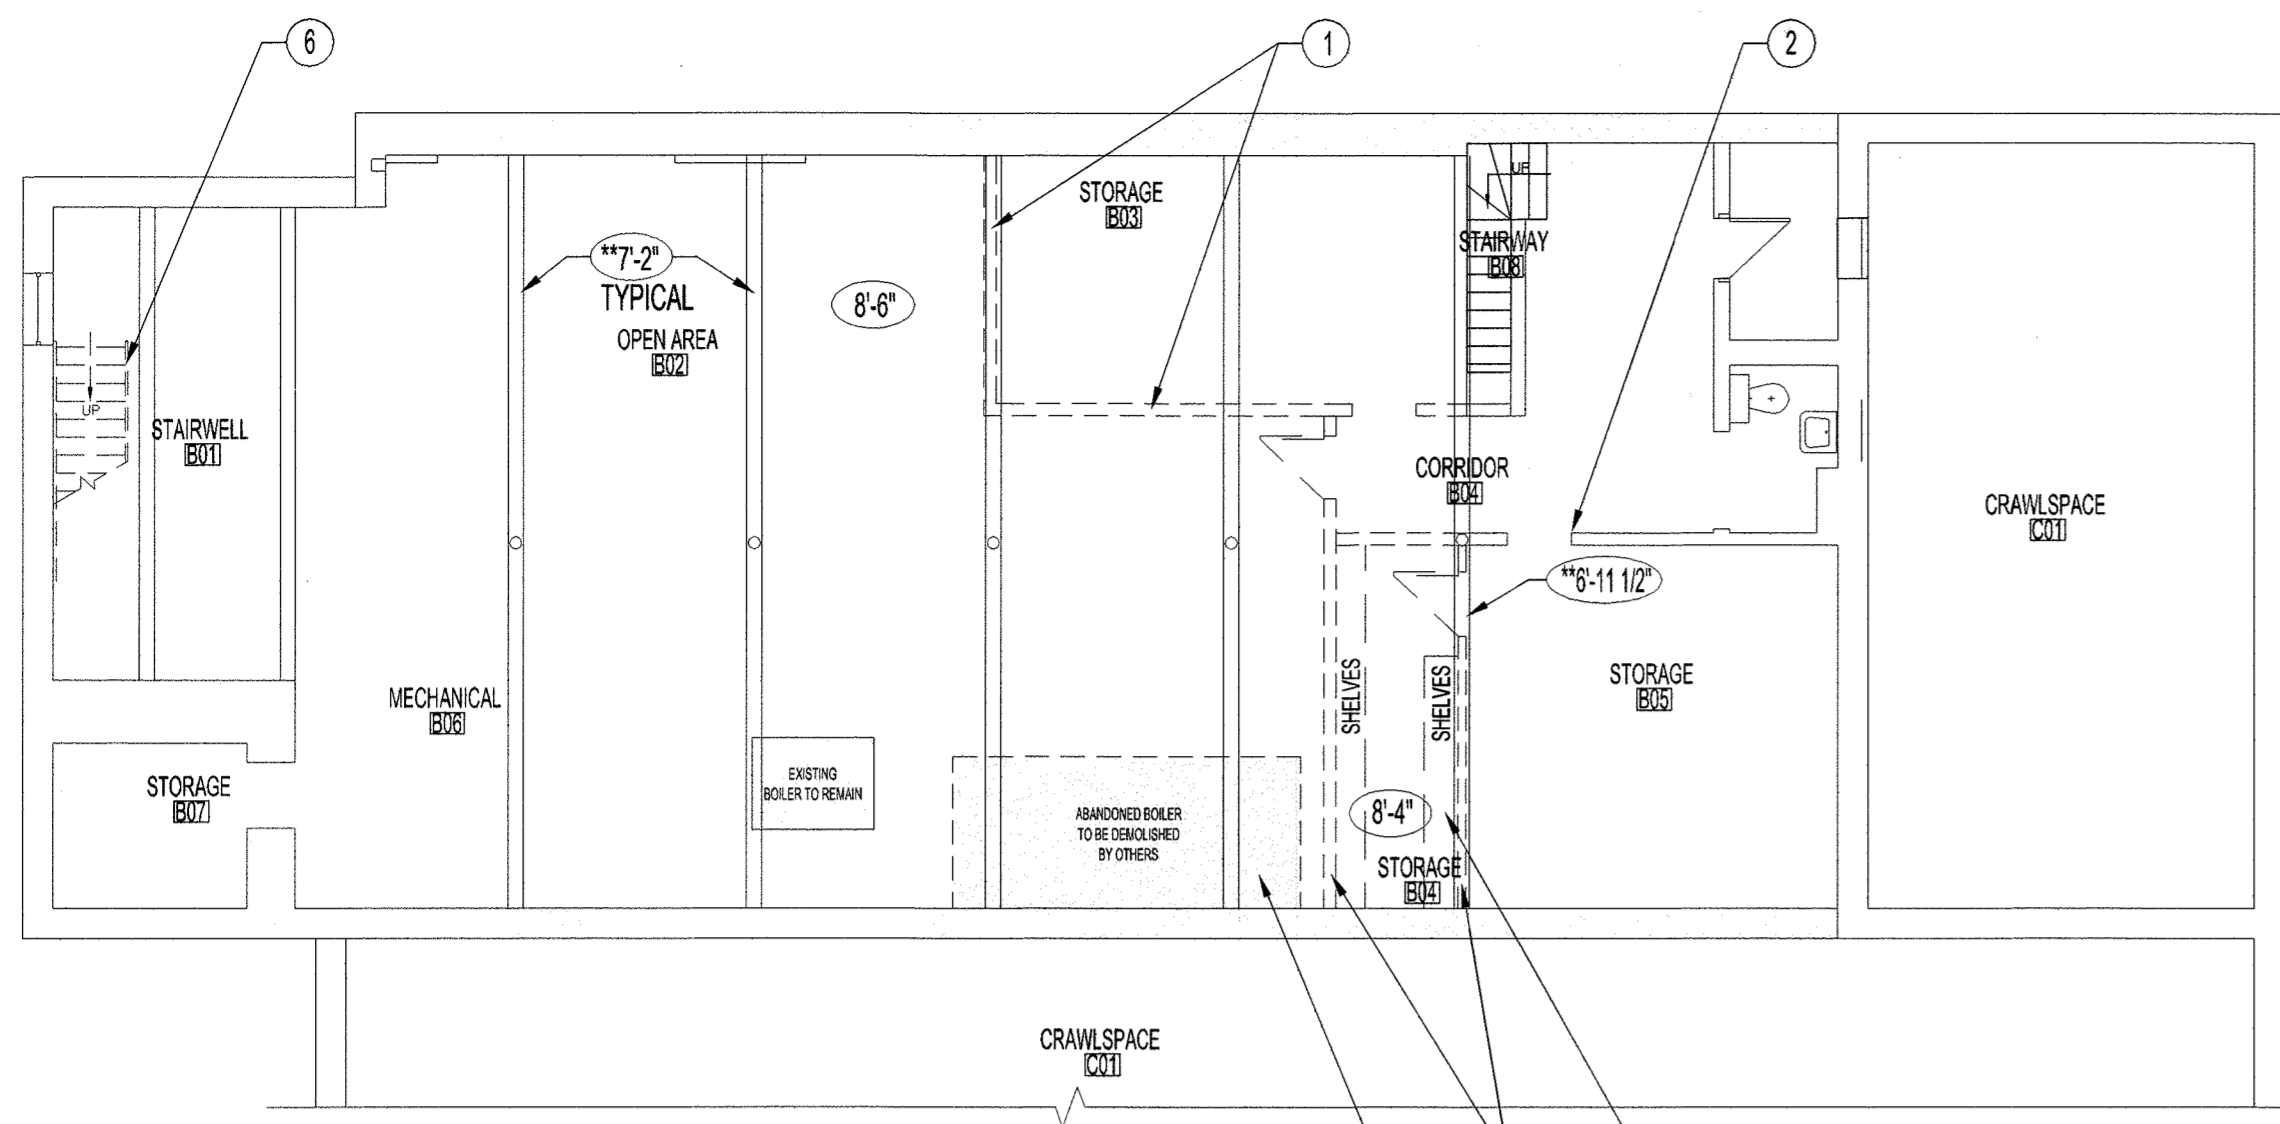 6
1
2
STORAGE
B03
UP
STAIRWAY
B08
**7'-2"
TYPICAL
8'-6"
OPEN AREA
B02
UP
STAIRWELL
B01
CORRIDOR
B04
CRAWLSPACE
C01
**6'-11 1/2"
MECHANICAL
B06
SHELVES
SHELVES
STORAGE
B05
EXISTING
BOILER TO REMAIN
STORAGE
B07
ABANDONED BOILER
TO BE DEMOLISHED
BY OTHERS
8'-4"
STORAGE
B04
CRAWLSPACE
C01